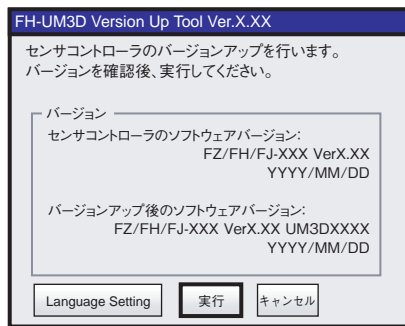 FH-UM3D Version Up Tool Ver.X.XX
センサコントローラのバージョンアップを行います。
バージョンを確認後、実行してください。
バージョン
センサコントローラのソフトウェアバージョン:
FZ/FH/FJ-XXX VerX.XX
YYYY/MM/DD
バージョンアップ後のソフトウェアバージョン:
FZ/FH/FJ-XXX VerX.XX UM3DXXXX
YYYY/MM/DD
Language Setting
実行
キャンセル